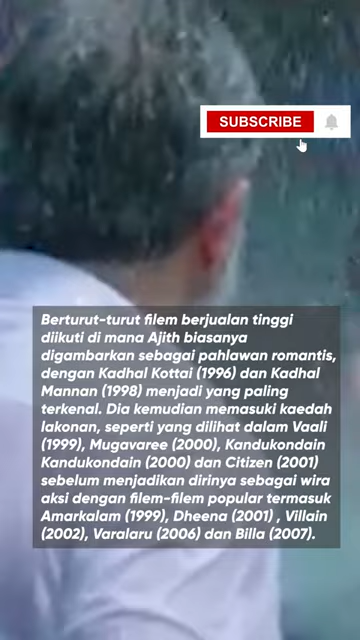 SUBSCRIBE
Berturut-turut filem berjualan tinggi
diikuti di mana Ajith biasanya
digambarkan sebagai pahlawan romantis,
dengan Kadhal Kottai (1996) dan Kadhal
Mannan (1998) menjadi yang paling
terkenal. Dia kemudian memasuki kaedah
lakonan, seperti yang dilihat dalam Vaali
(1999), Mugavaree (2000), Kandukondain
Kandukondain (2000) dan Citizen (2001)
sebelum menjadikan dirinya sebagai wira
aksi dengan filem-filem popular termasuk
Amarkalam (1999), Dheena (2001) , Villain
(2002), Varalaru (2006) dan Billa (2007).